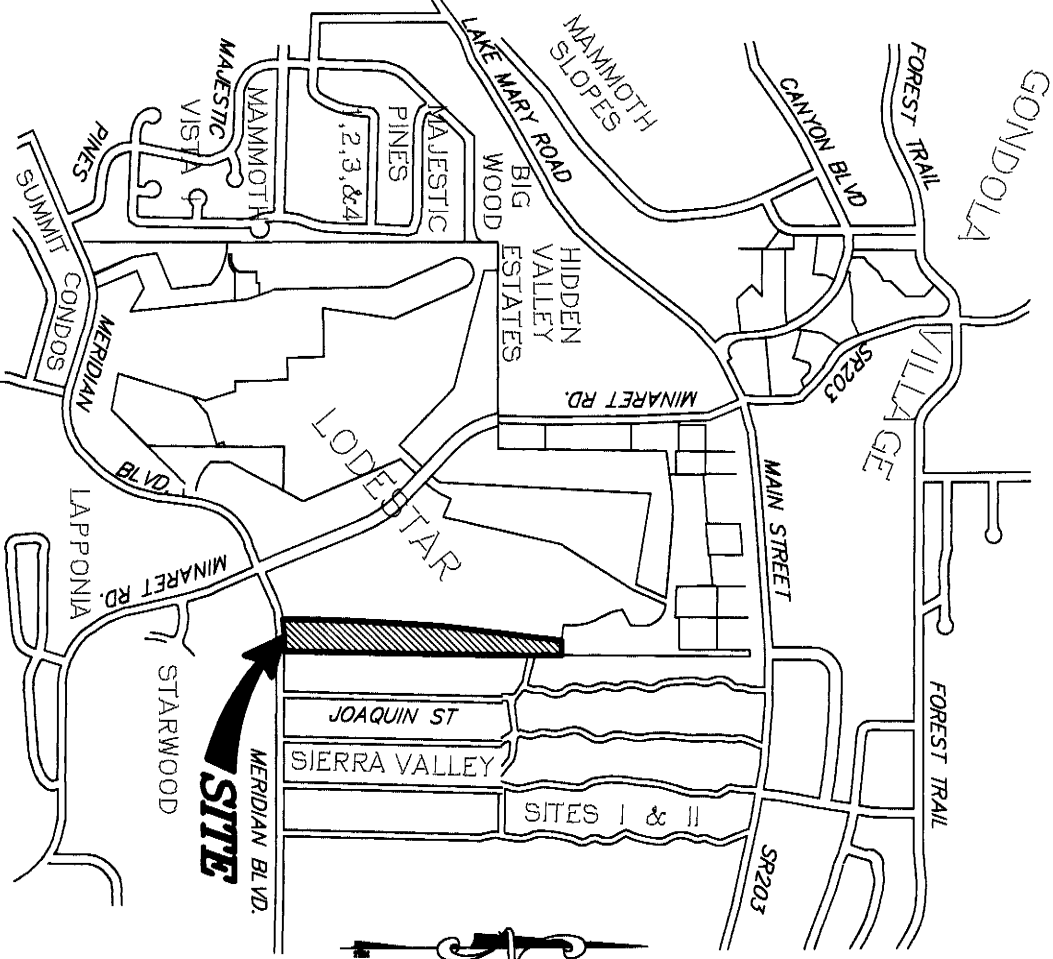 GONDOLA
VILLAGE
FOREST TRAIL
CANYON BLVD
MAMMOTH
SLOPES
LAKE MARY ROAD
MAJESTIC
PINES
MAMMOTH
VISTA
MAJESTIC
PINES
1,2,3,&4
BIG
WOOD
ESTATES
HIDDEN
VALLEY
SR203
MINARET RD.
MAIN STREET
SUMMIT
CONDOS
MERIDIAN
BLVD.
LODESTAR
LAPPONIA
MINARET RD.
STARWOOD
SITE
MERIDIAN BLVD.
JOAQUIN ST
SIERRA VALLEY
SITES I & II
FOREST TRAIL
SR203